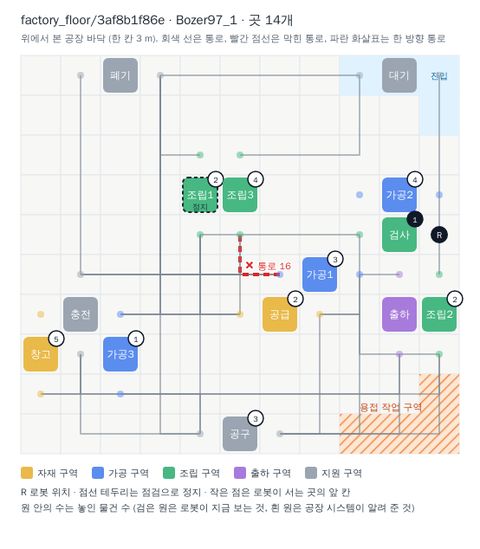 factory_floor/3af8b1f86e · Bozer97_1 · 곳 14개
위에서 본 공장 바닥 (한 칸 3 m). 회색 선은 통로, 빨간 점선은 막힌 통로, 파란 화살표는 한 방향 통로
폐기
대기
진입
조립1
2
정지
조립3
4
가공2
4
검사
1
R
✕ 통로 16
가공1
3
충전
공급
2
출하
조립2
2
창고
5
가공3
1
용접 작업 구역
공구
3
자재 구역 가공 구역 조립 구역 출하 구역 지원 구역
R 로봇 위치 · 점선 테두리는 점검으로 정지 · 작은 점은 로봇이 서는 곳의 앞 칸
원 안의 수는 놓인 물건 수 (검은 원은 로봇이 지금 보는 것, 흰 원은 공장 시스템이 알려 준 것)